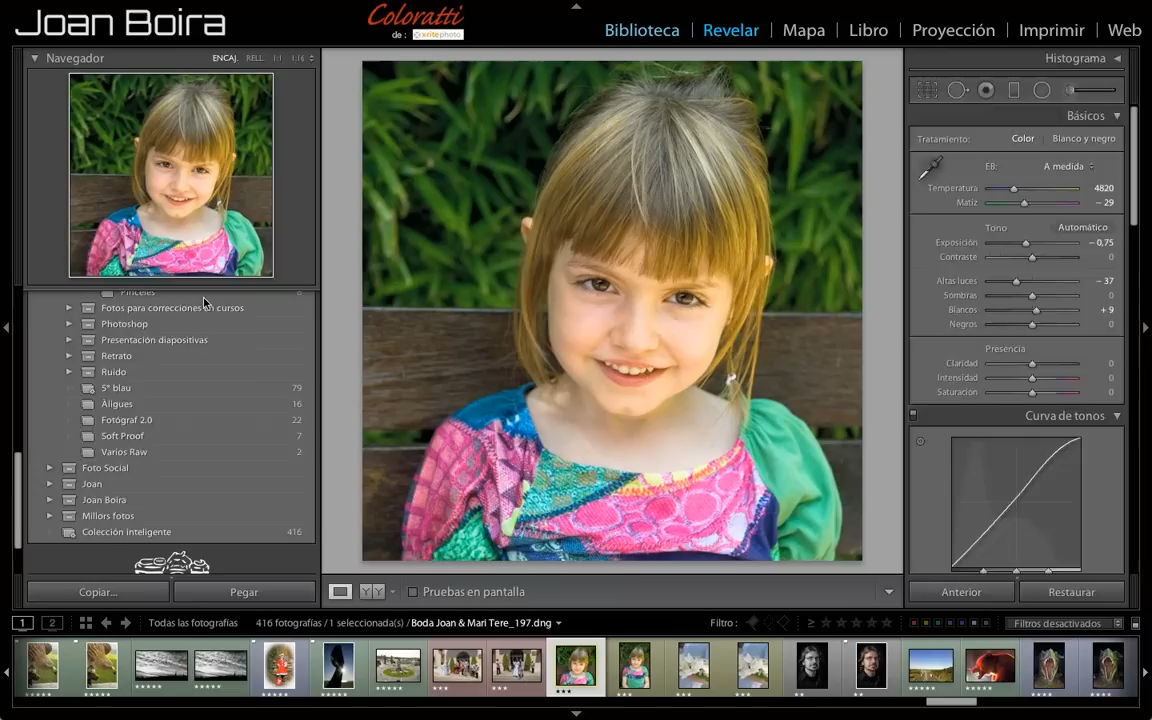 Joan Boira
Coloratti
de : xritephoto
Biblioteca | Revelar | Mapa | Libro | Proyección | Imprimir | Web
Navegador
ENCAJ. RELL. 1:1 1:16
Pinceles 8
Fotos para correcciones en cursos
Photoshop
Presentación diapositivas
Retrato
Ruido
5º blau 79
Àligues 16
Fotógraf 2.0 22
Soft Proof 7
Varios Raw 2
Foto Social
Joan
Joan Boira
Millors fotos
Colección inteligente 416
Copiar... Pegar
Histograma
Básicos
Tratamiento: Color Blanco y negro
EB: A medida
Temperatura 4820
Matiz − 29
Tono Automático
Exposición − 0,75
Contraste 0
Altas luces − 37
Sombras 0
Blancos + 9
Negros 0
Presencia
Claridad 0
Intensidad 0
Saturación 0
Curva de tonos
Anterior Restaurar
Y Y Pruebas en pantalla
1 2 Todas las fotografías 416 fotografías / 1 seleccionada(s) / Boda Joan & Mari Tere_197.dng Filtro : ≥ Filtros desactivados